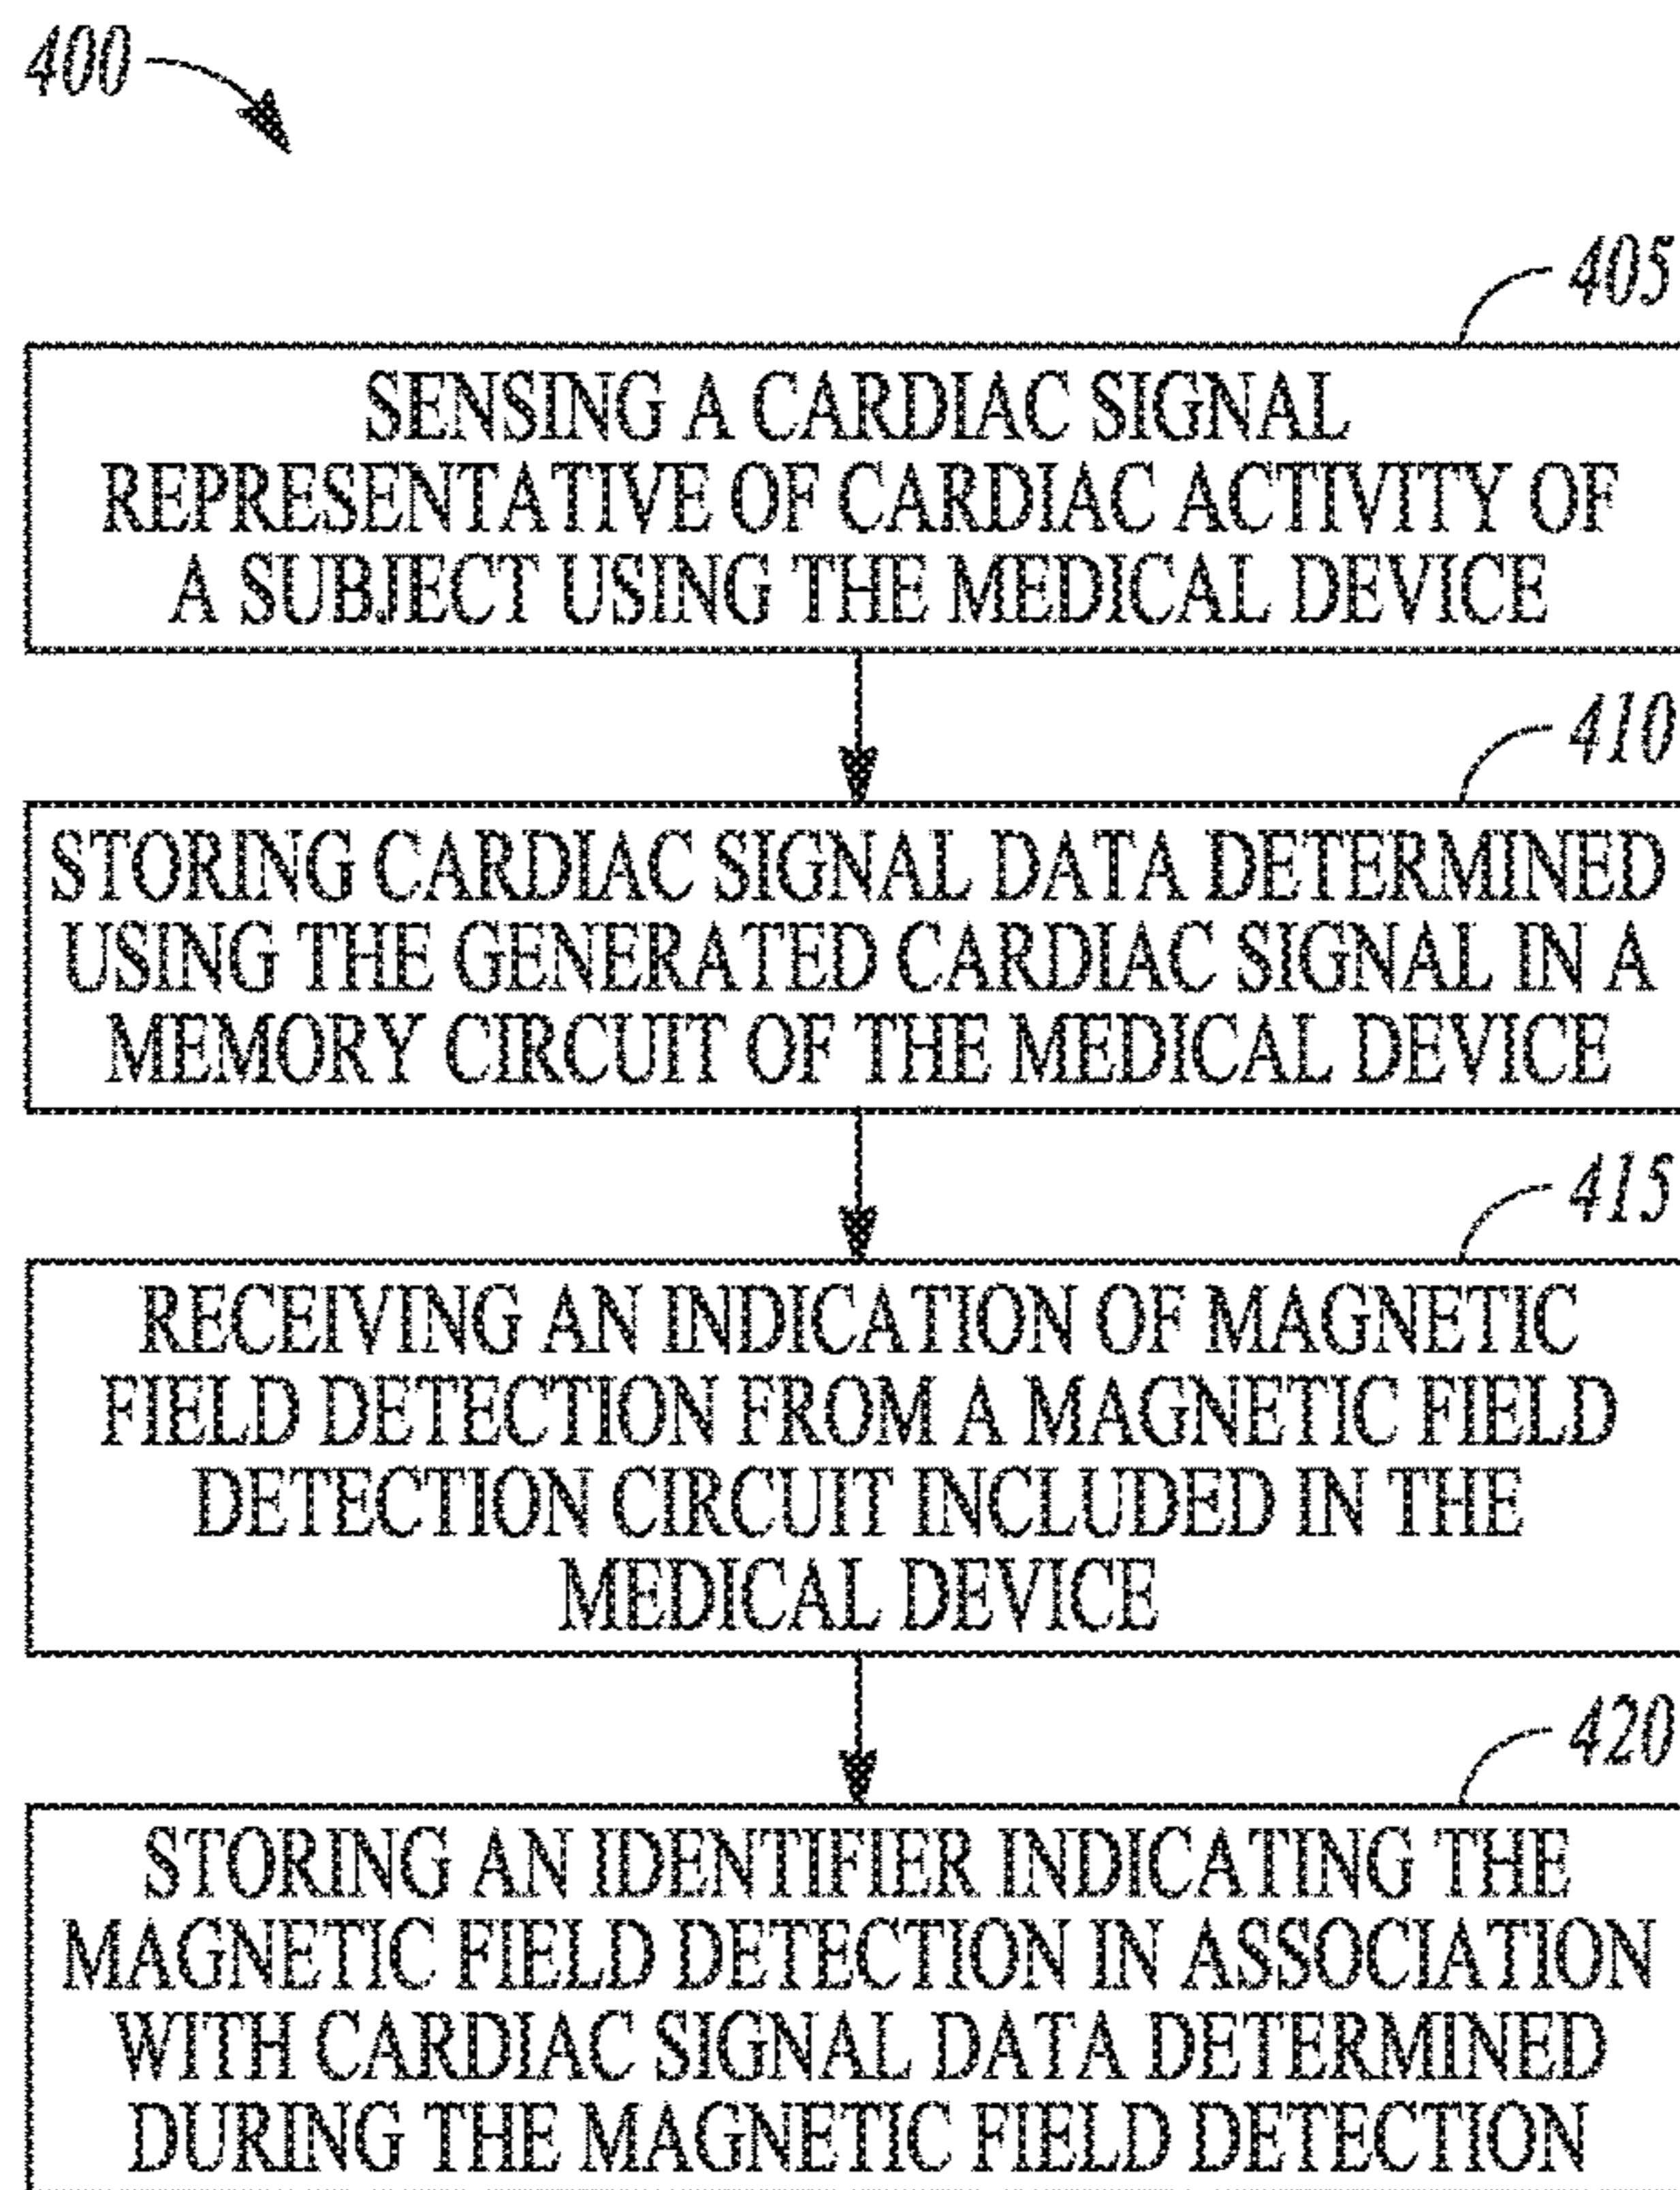 400
405
SENSING A CARDIAC SIGNAL
REPRESENTATIVE OF CARDIAC ACTIVITY OF
A SUBJECT USING THE MEDICAL DEVICE
410
STORING CARDIAC SIGNAL DATA DETERMINED
USING THE GENERATED CARDIAC SIGNAL IN A
MEMORY CIRCUIT OF THE MEDICAL DEVICE
415
RECEIVING AN INDICATION OF MAGNETIC
FIELD DETECTION FROM A MAGNETIC FIELD
DETECTION CIRCUIT INCLUDED IN THE
MEDICAL DEVICE
420
STORING AN IDENTIFIER INDICATING THE
MAGNETIC FIELD DETECTION IN ASSOCIATION
WITH CARDIAC SIGNAL DATA DETERMINED
DURING THE MAGNETIC FIELD DETECTION